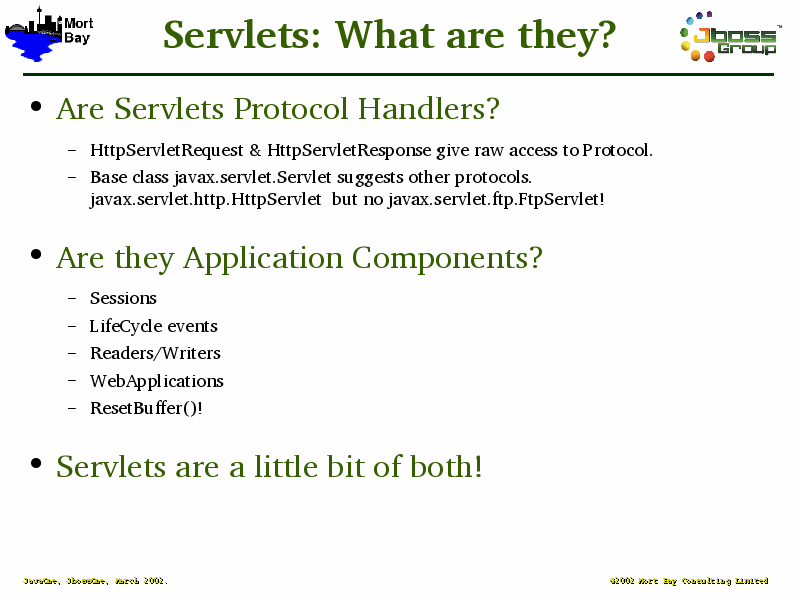 Mort
Bay
Servlets: What are they?
Jboss
Group
™
• Are Servlets Protocol Handlers?
– HttpServletRequest & HttpServletResponse give raw access to Protocol.
– Base class javax.servlet.Servlet suggests other protocols.
javax.servlet.http.HttpServlet but no javax.servlet.ftp.FtpServlet!
• Are they Application Components?
– Sessions
– LifeCycle events
– Readers/Writers
– WebApplications
– ResetBuffer()!
• Servlets are a little bit of both!
JavaOne, JbossOne, March 2002.
©2002 Mort Bay Consulting Limited